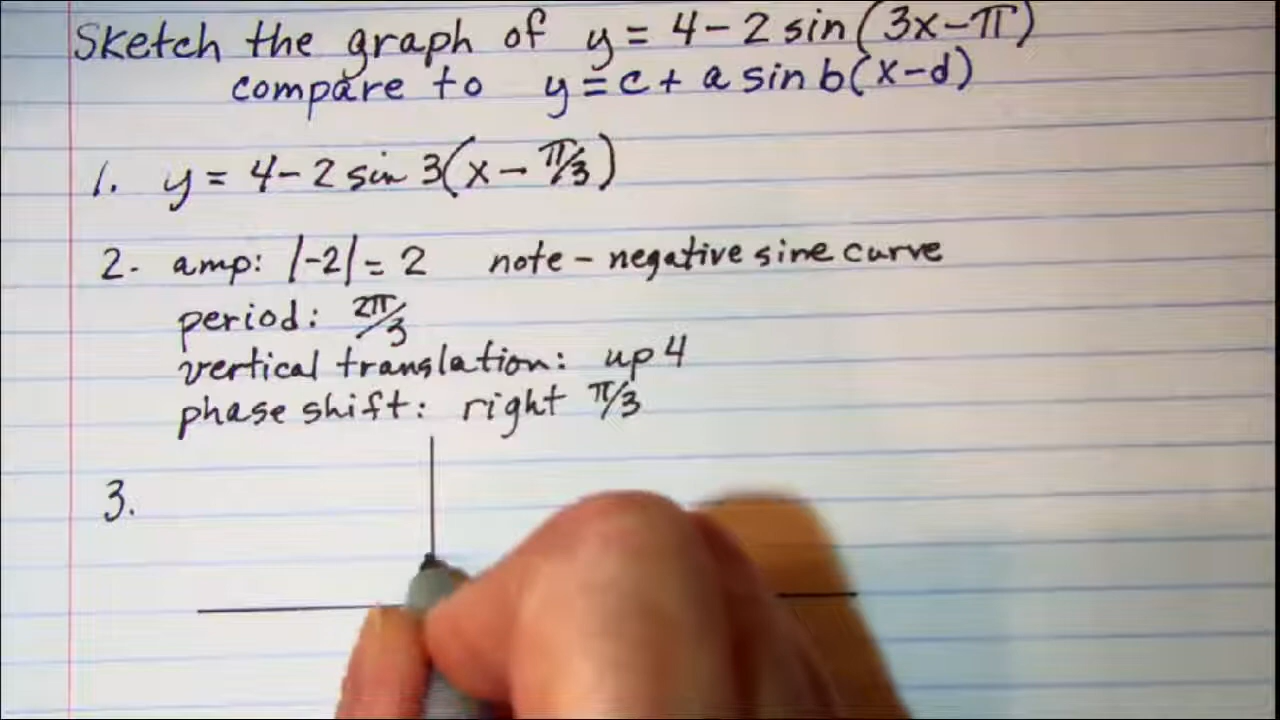 Sketch the graph of y = 4 - 2 sin(3x - π)
compare to y = c + a sin b(x - d)
1. y = 4 - 2 sin 3(x - π/3)
2. amp: |-2| = 2 note - negative sine curve
period: 2π/3
vertical translation: up 4
phase shift: right π/3
3.